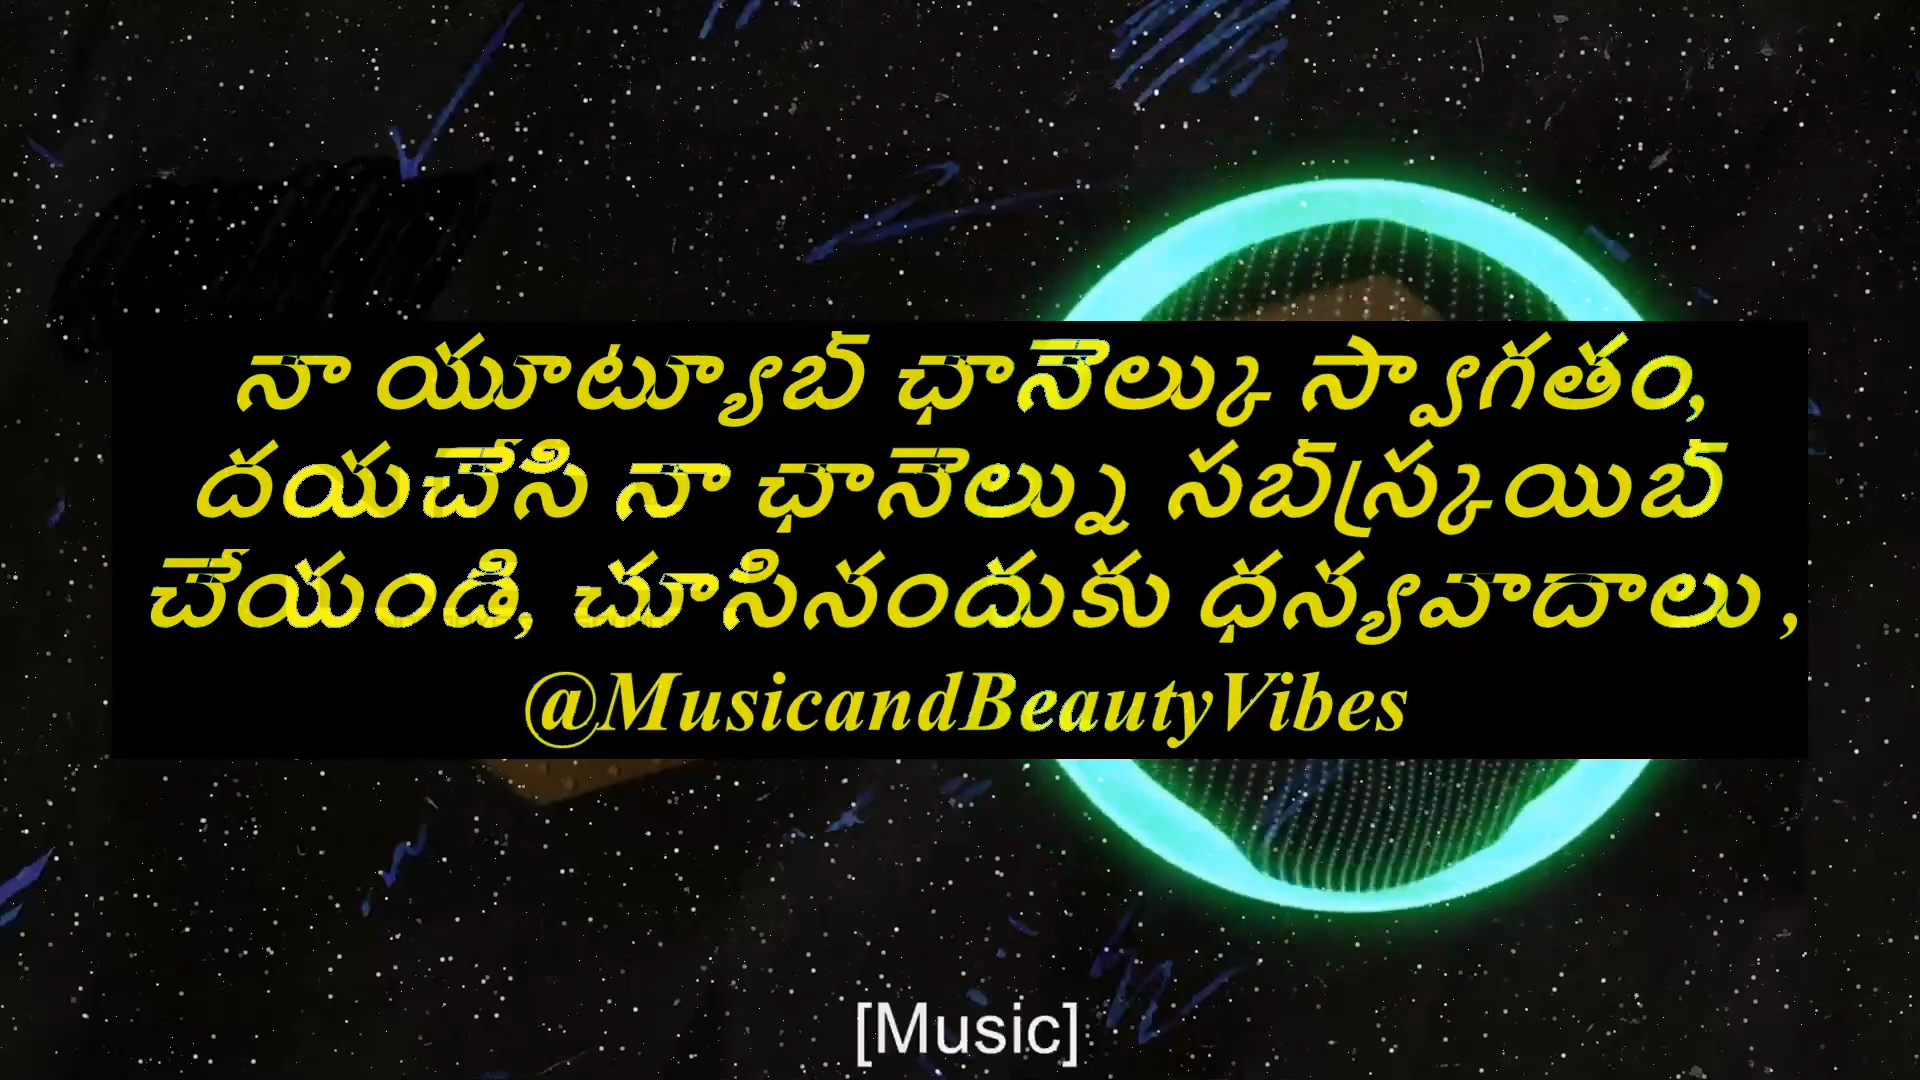 నా యూట్యూబ్ ఛానెల్కు స్వాగతం,
దయచేసి నా ఛానెల్ను సబ్‌స్క్రయిబ్
చేయండి, చూసినందుకు ధన్యవాదాలు ,
@MusicandBeautyVibes
[Music]